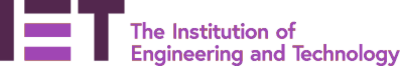 IET
The Institution of
Engineering and Technology